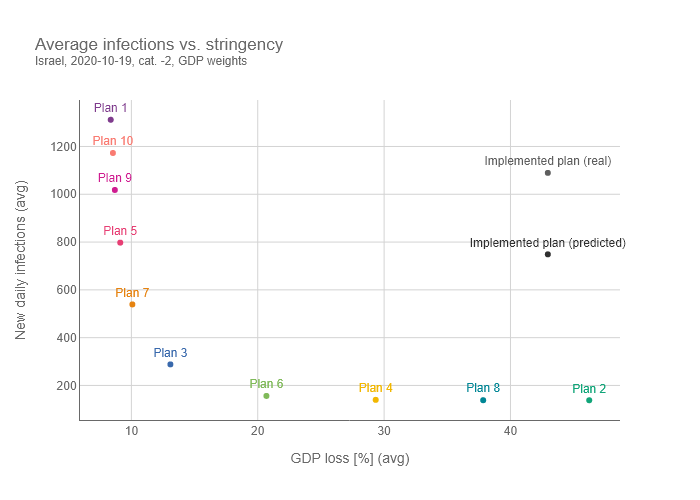 Average infections vs. stringency
Israel, 2020-10-19, cat. -2, GDP weights
New daily infections (avg)
1200
1000
800
600
400
200
Plan 1
Plan 10
Plan 9
Plan 5
Plan 7
Plan 3
Plan 6
Plan 4
Plan 8
Plan 2
Implemented plan (real)
Implemented plan (predicted)
10
20
30
40
GDP loss [%] (avg)